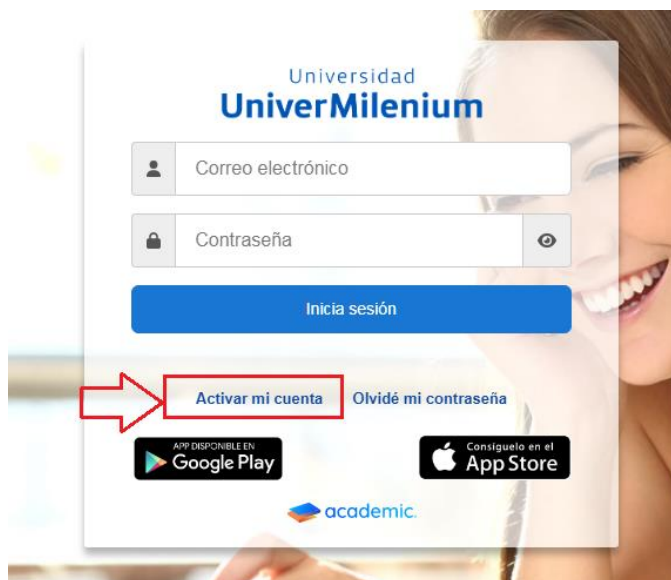 Universidad
UniverMilenium
Correo electrónico
Contraseña
Inicia sesión
Activar mi cuenta Olvidé mi contraseña
APP DISPONIBLE EN
Google Play
Consíguelo en el
App Store
academic.